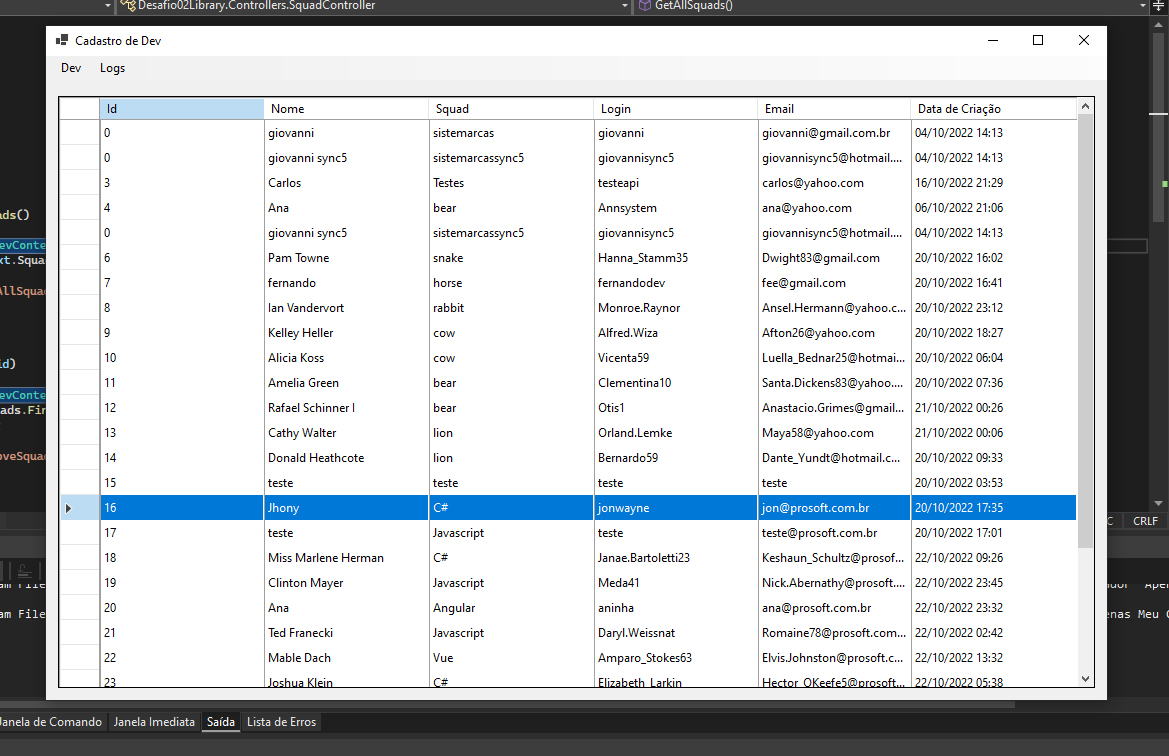 Desafio02Library.Controllers.SquadController GetAllSquads()
Cadastro de Dev
Dev Logs
Id Nome Squad Login Email Data de Criação
0 giovanni sistemarcas giovanni giovanni@gmail.com.br 04/10/2022 14:13
0 giovanni sync5 sistemarcassync5 giovannisync5 giovannisync5@hotmail.... 04/10/2022 14:13
3 Carlos Testes testeapi carlos@yahoo.com 16/10/2022 21:29
4 Ana bear Annsystem ana@yahoo.com 06/10/2022 21:06
0 giovanni sync5 sistemarcassync5 giovannisync5 giovannisync5@hotmail.... 04/10/2022 14:13
6 Pam Towne snake Hanna_Stamm35 Dwight83@gmail.com 20/10/2022 16:02
7 fernando horse fernandodev fee@gmail.com 20/10/2022 16:41
8 Ian Vandervort rabbit Monroe.Raynor Ansel.Hermann@yahoo.c... 20/10/2022 23:12
9 Kelley Heller cow Alfred.Wiza Afton26@yahoo.com 20/10/2022 18:27
10 Alicia Koss cow Vicenta59 Luella_Bednar25@hotmai... 20/10/2022 06:04
11 Amelia Green bear Clementina10 Santa.Dickens83@yahoo.... 20/10/2022 07:36
12 Rafael Schinner I bear Otis1 Anastacio.Grimes@gmail... 21/10/2022 00:26
13 Cathy Walter lion Orland.Lemke Maya58@yahoo.com 21/10/2022 00:06
14 Donald Heathcote lion Bernardo59 Dante_Yundt@hotmail.c... 20/10/2022 09:33
15 teste teste teste teste 20/10/2022 03:53
16 Jhony C# jonwayne jon@prosoft.com.br 20/10/2022 17:35
17 teste Javascript teste teste@prosoft.com.br 20/10/2022 17:01
18 Miss Marlene Herman C# Janae.Bartoletti23 Keshaun_Schultz@prosof... 22/10/2022 09:26
19 Clinton Mayer Javascript Meda41 Nick.Abernathy@prosoft.... 22/10/2022 23:45
20 Ana Angular aninha ana@prosoft.com.br 22/10/2022 23:32
21 Ted Franecki Javascript Daryl.Weissnat Romaine78@prosoft.com... 22/10/2022 02:42
22 Mable Dach Vue Amparo_Stokes63 Elvis.Johnston@prosoft.c... 22/10/2022 13:32
23 Joshua Klein C# Elizabeth_Larkin Hector_OKeefe5@prosoft... 22/10/2022 05:38
ads()
evConte
xt.Squa
AllSqua
id)
evConte
ads.Fir
oveSqua
C CRLF
am File
am File enas Meu C
Janela de Comando Janela Imediata Saída Lista de Erros